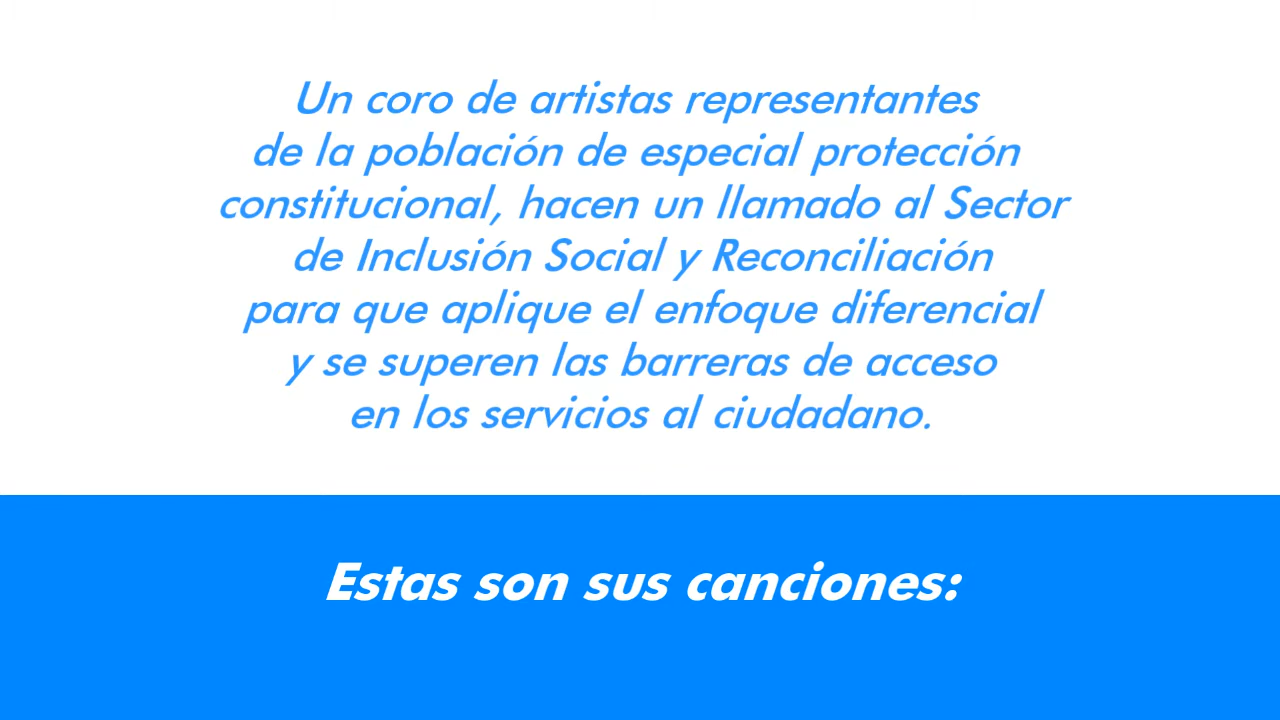 Un coro de artistas representantes
de la población de especial protección
constitucional, hacen un llamado al Sector
de Inclusión Social y Reconciliación
para que aplique el enfoque diferencial
y se superen las barreras de acceso
en los servicios al ciudadano.
Estas son sus canciones: